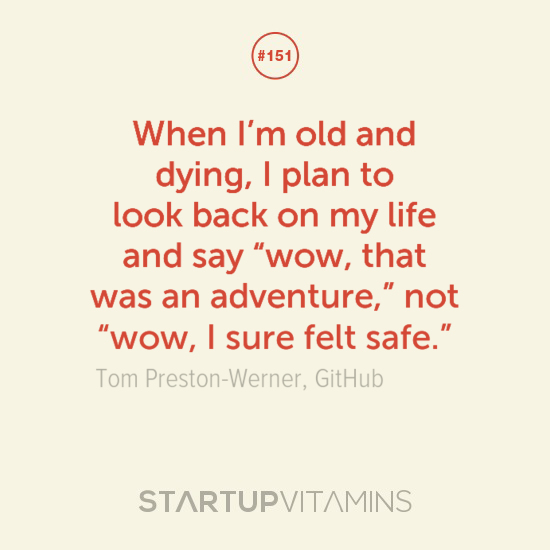 #151
When I’m old and
dying, I plan to
look back on my life
and say “wow, that
was an adventure,” not
“wow, I sure felt safe.”
Tom Preston-Werner, GitHub
STARTUPVITAMINS